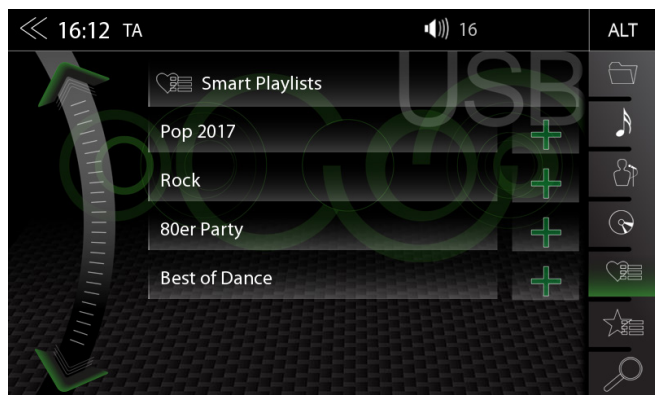 16:12 TA 16 ALT
USB
Smart Playlists
Pop 2017
Rock
80er Party
Best of Dance